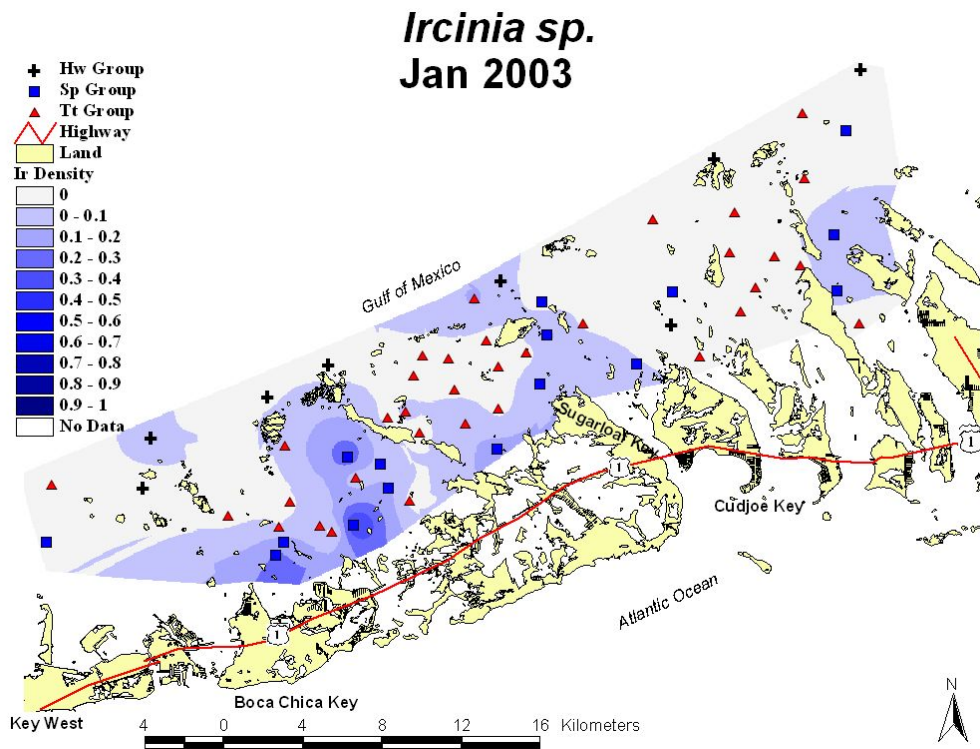 Ircinia sp.
Jan 2003
Hw Group
Sp Group
Tt Group
Highway
Land
Ir Density
0
0 - 0.1
0.1 - 0.2
0.2 - 0.3
0.3 - 0.4
0.4 - 0.5
0.5 - 0.6
0.6 - 0.7
0.7 - 0.8
0.8 - 0.9
0.9 - 1
No Data
Gulf of Mexico
Sugarloaf Key
1
1
Cudjoe Key
Atlantic Ocean
1
Boca Chica Key
Key West
4 0 4 8 12 16 Kilometers
N